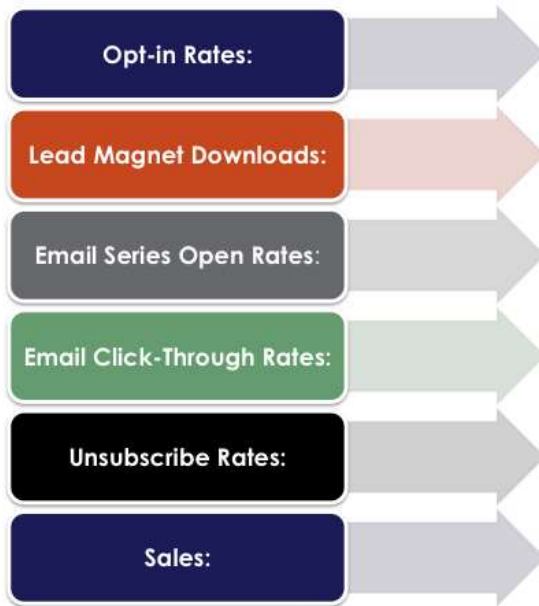 Opt-in Rates:
Lead Magnet Downloads:
Email Series Open Rates:
Email Click-Through Rates:
Unsubscribe Rates:
Sales: